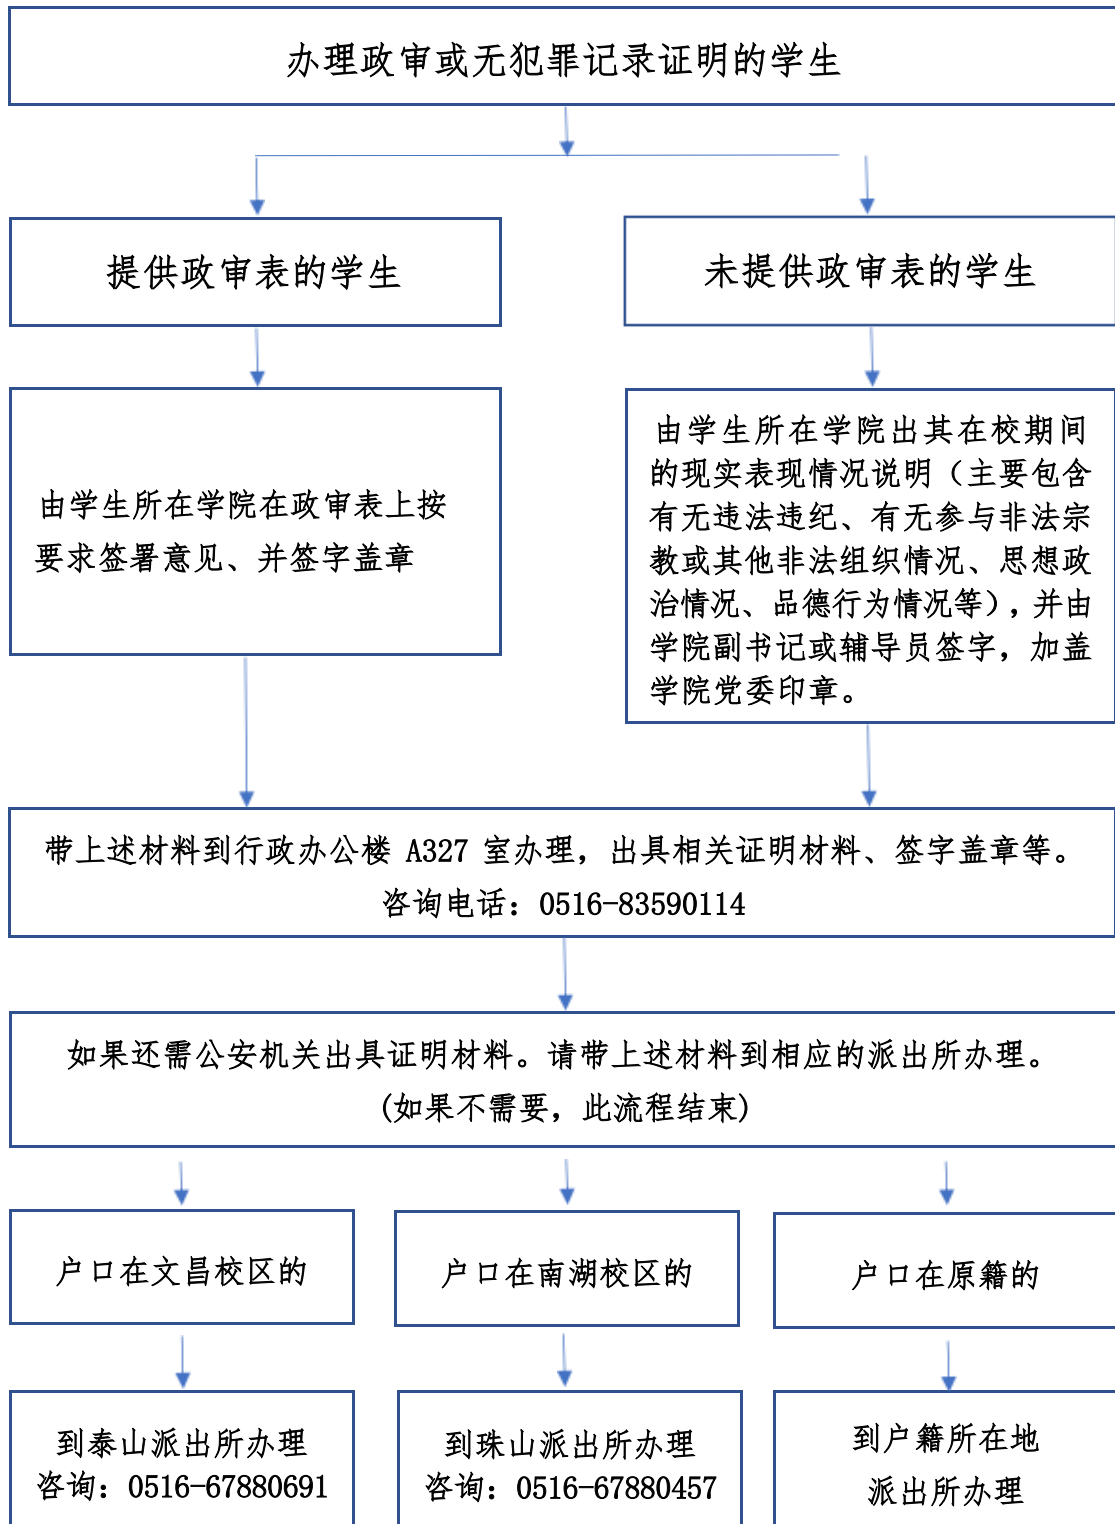 办理政审或无犯罪记录证明的学生
提供政审表的学生
未提供政审表的学生
由学生所在学院在政审表上按
要求签署意见、并签字盖章
由学生所在学院出其在校期间
的现实表现情况说明（主要包含
有无违法违纪、有无参与非法宗
教或其他非法组织情况、思想政
治情况、品德行为情况等），并由
学院副书记或辅导员签字，加盖
学院党委印章。
带上述材料到行政办公楼 A327 室办理，出具相关证明材料、签字盖章等。
咨询电话：0516-83590114
如果还需公安机关出具证明材料。请带上述材料到相应的派出所办理。
(如果不需要，此流程结束)
户口在文昌校区的
户口在南湖校区的
户口在原籍的
到泰山派出所办理
咨询：0516-67880691
到珠山派出所办理
咨询：0516-67880457
到户籍所在地
派出所办理